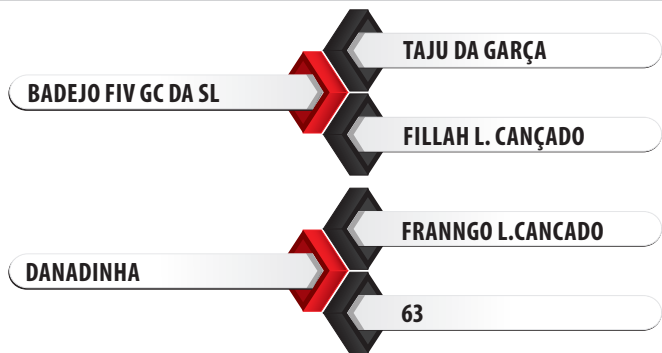 TAJU DA GARÇA
BADEJO FIV GC DA SL
FILLAH L. CANÇADO
FRANNGO L.CANCADO
DANADINHA
63